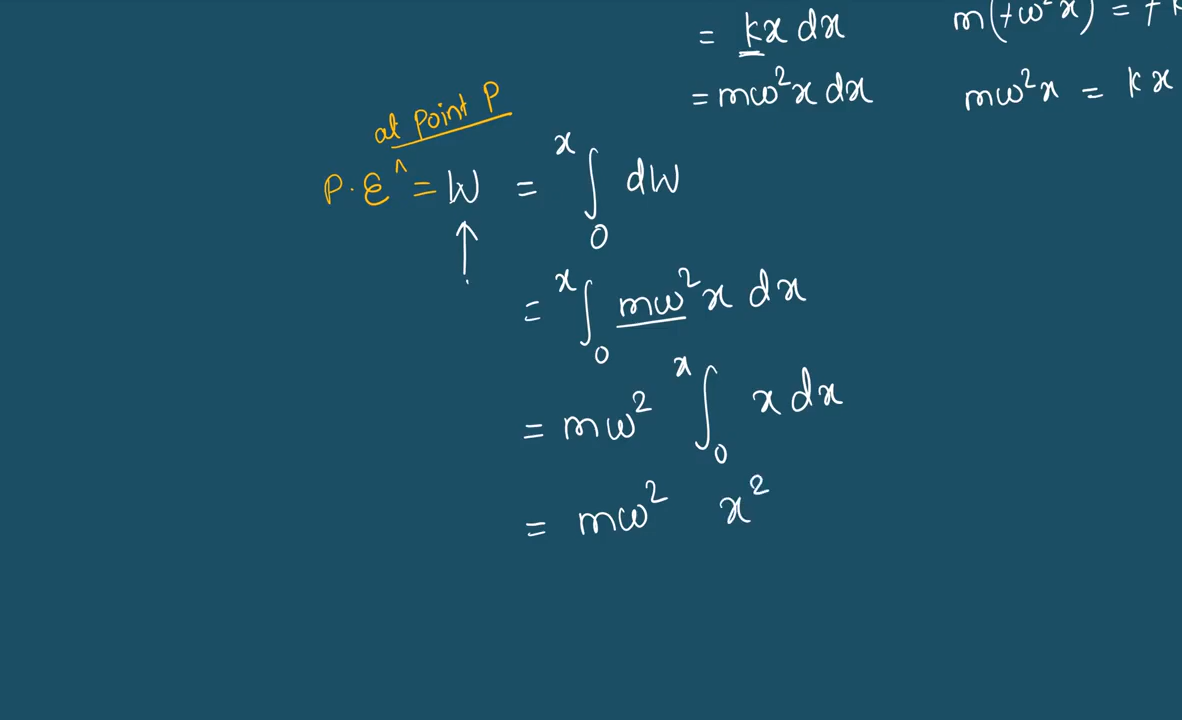 = kx dx
m(+ω²x) = +k
= mω²x dx
mω²x = kx
at point P
P.E = W = ∫₀ˣ dW
= ∫₀ˣ mω²x dx
= mω² ∫₀ˣ x dx
= mω² x²